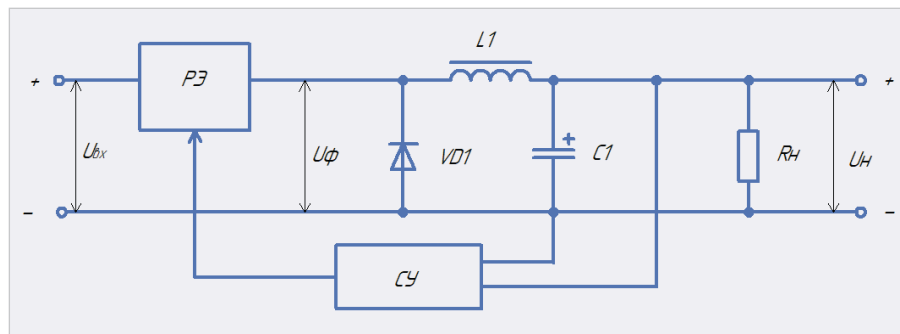 L1
+
РЭ
+
Uвх
Uф
VD1
+
C1
Rн
Uн
−
−
СУ